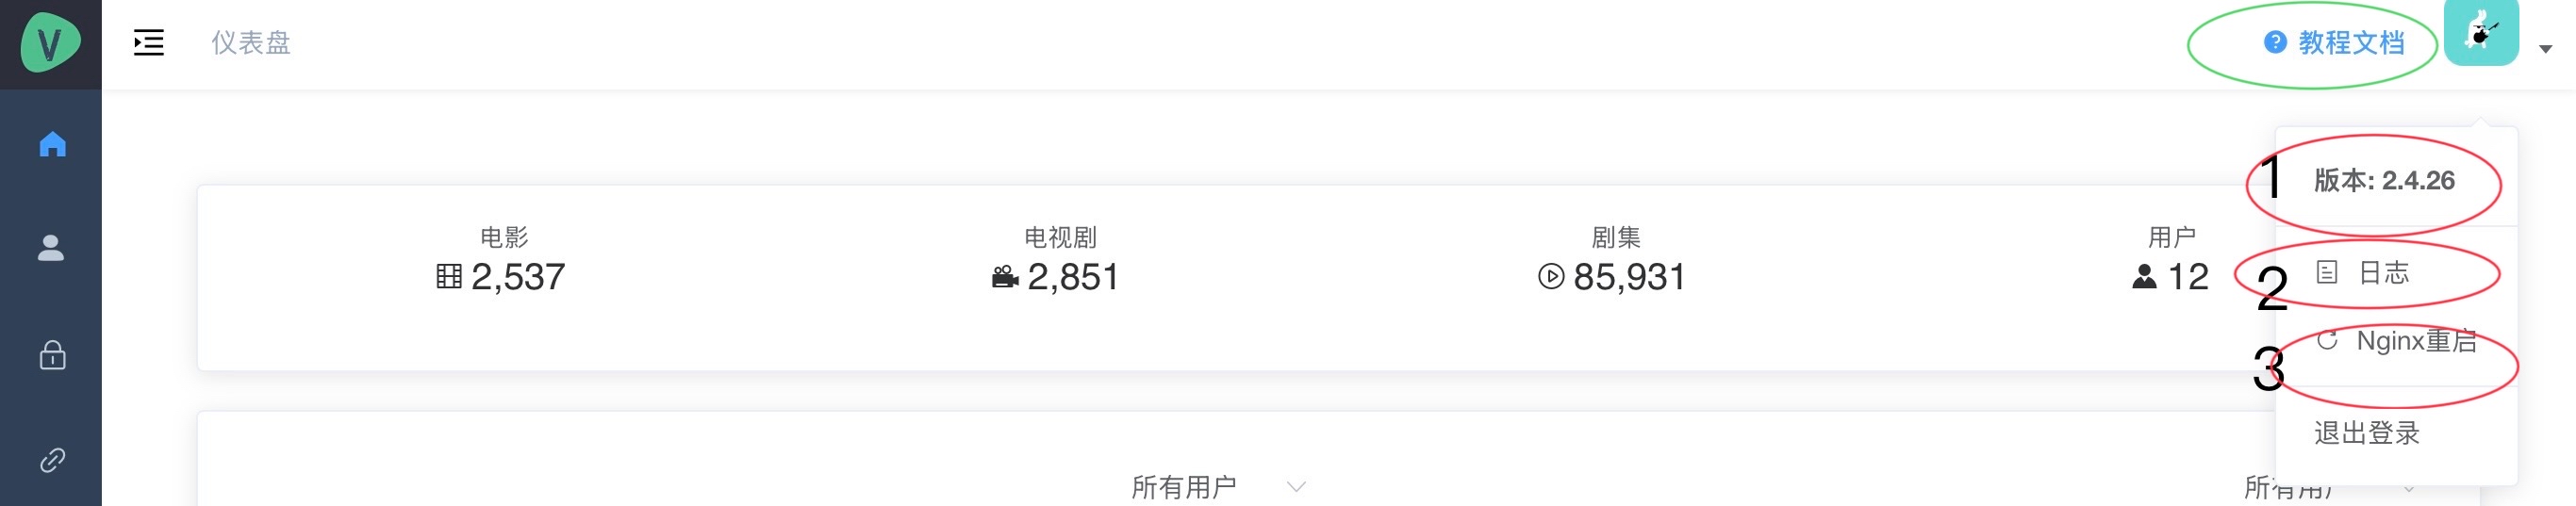 V
仪表盘
教程文档
1 版本: 2.4.26
电影
电视剧
剧集
用户
2,537
2,851
85,931
12
2 日志
3 Nginx重启
退出登录
所有用户
所有用户